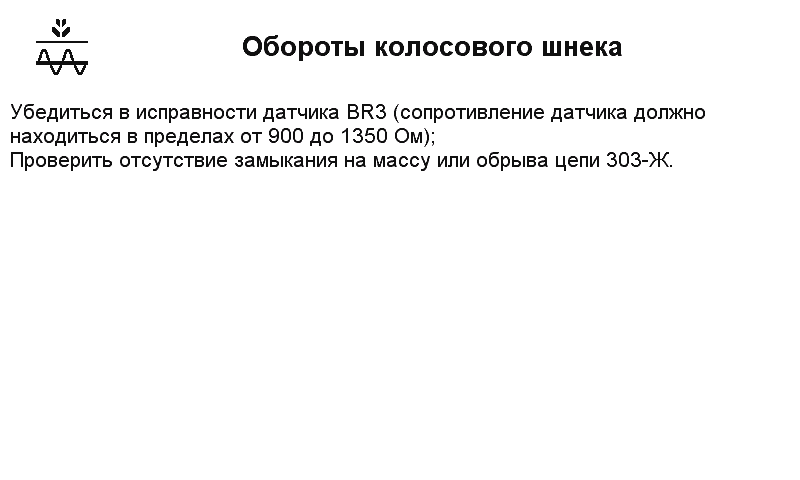 Обороты колосового шнека
Убедиться в исправности датчика BR3 (сопротивление датчика должно
находиться в пределах от 900 до 1350 Ом);
Проверить отсутствие замыкания на массу или обрыва цепи 303-Ж.